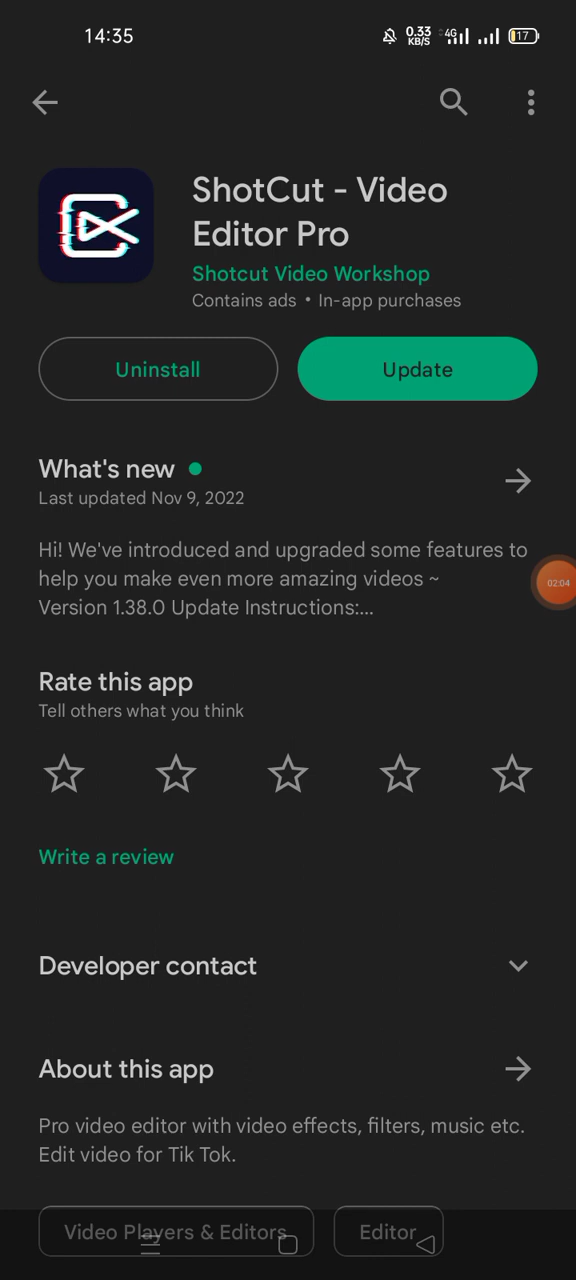 14:35
0.33
KB/S
4G
17
ShotCut - Video
Editor Pro
Shotcut Video Workshop
Contains ads • In-app purchases
Uninstall
Update
What's new
Last updated Nov 9, 2022
Hi! We've introduced and upgraded some features to
help you make even more amazing videos ~
Version 1.38.0 Update Instructions:...
02:04
Rate this app
Tell others what you think
Write a review
Developer contact
About this app
Pro video editor with video effects, filters, music etc.
Edit video for Tik Tok.
Video Players & Editors
Editor